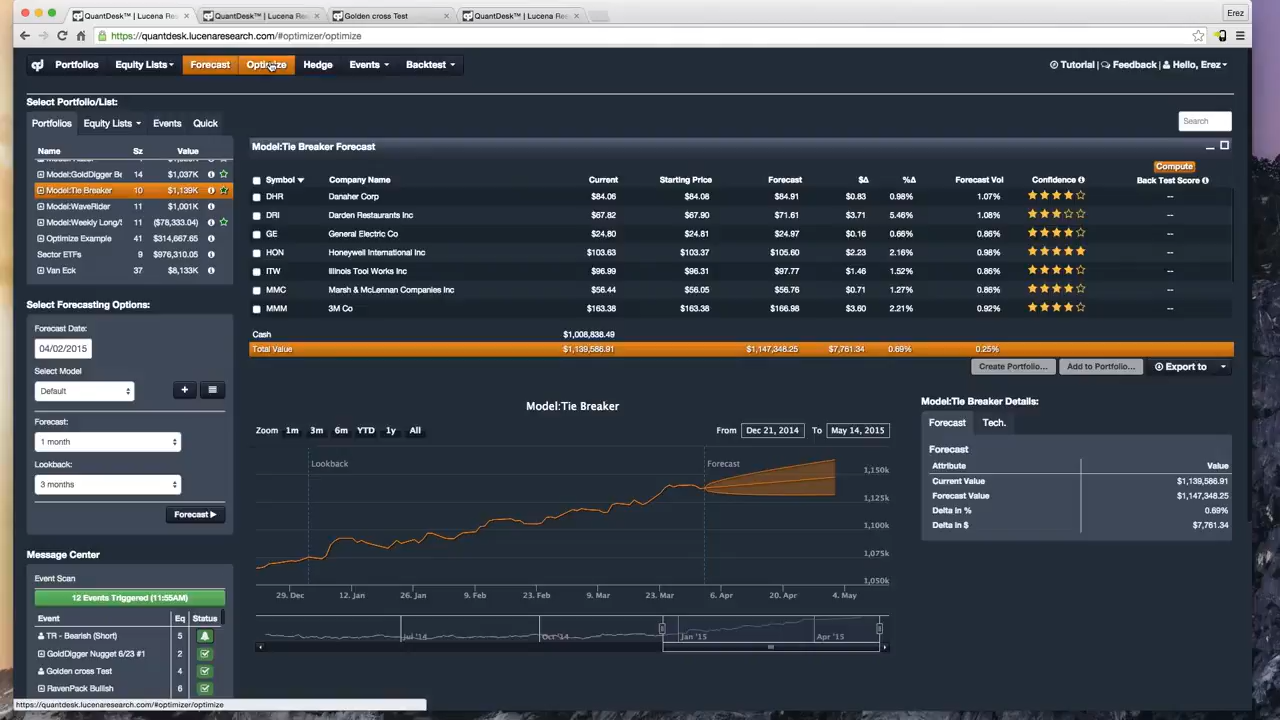 QuantDesk™ | Lucena Re
QuantDesk™ | Lucena Re
Golden cross Test
QuantDesk™ | Lucena Re
Erez
https://quantdesk.lucenaresearch.com/#optimizer/optimize
Portfolios Equity Lists Forecast Optimize Hedge Events Backtest
Tutorial | Feedback | Hello, Erez
Select Portfolio/List:
Portfolios Equity Lists Events Quick
Search
Name Sz Value
Model:GoldDigger Be 14 $1,037K
Model:Tie Breaker 10 $1,139K
Model:WaveRider 11 $1,001K
Model:Weekly Long/S 11 ($78,333.04)
Optimize Example 41 $314,667.65
Sector ETFs 9 $976,310.05
Van Eck 37 $8,133K
Model:Tie Breaker Forecast
Compute
Symbol Company Name Current Starting Price Forecast $Δ %Δ Forecast Vol Confidence Back Test Score
DHR Danaher Corp $84.06 $84.08 $84.91 $0.83 0.98% 1.07% --
DRI Darden Restaurants Inc $67.82 $67.90 $71.61 $3.71 5.46% 1.08% --
GE General Electric Co $24.80 $24.81 $24.97 $0.16 0.66% 0.98% --
HON Honeywell International Inc $103.63 $103.37 $105.60 $2.23 2.16% 0.98% --
ITW Illinois Tool Works Inc $96.99 $96.31 $97.77 $1.46 1.52% 0.86% --
MMC Marsh & McLennan Companies Inc $56.44 $56.05 $56.76 $0.71 1.27% 0.86% --
MMM 3M Co $163.38 $163.38 $166.98 $3.60 2.21% 0.92% --
Cash $1,008,838.49
Total Value $1,139,586.91 $1,147,348.25 $7,761.34 0.69% 0.25%
Create Portfolio... Add to Portfolio... Export to
Select Forecasting Options:
Forecast Date:
04/02/2015
Select Model
Default
Forecast:
1 month
Lookback:
3 months
Forecast
Model:Tie Breaker
Zoom 1m 3m 6m YTD 1y All
From Dec 21, 2014 To May 14, 2015
Lookback
Forecast
1,150k
1,125k
1,100k
1,075k
1,050k
29. Dec 12. Jan 26. Jan 9. Feb 23. Feb 9. Mar 23. Mar 6. Apr 20. Apr 4. May
Jul '14 Oct '14 Jan '15 Apr '15
Model:Tie Breaker Details:
Forecast Tech.
Forecast
Attribute Value
Current Value $1,139,586.91
Forecast Value $1,147,348.25
Delta in % 0.69%
Delta in $ $7,761.34
Message Center
Event Scan
12 Events Triggered (11:55AM)
Event Eq Status
TR - Bearish (Short) 5
GoldDigger Nugget 6/23 #1 2
Golden cross Test 4
RavenPack Bullish 6
https://quantdesk.lucenaresearch.com/#optimizer/optimize